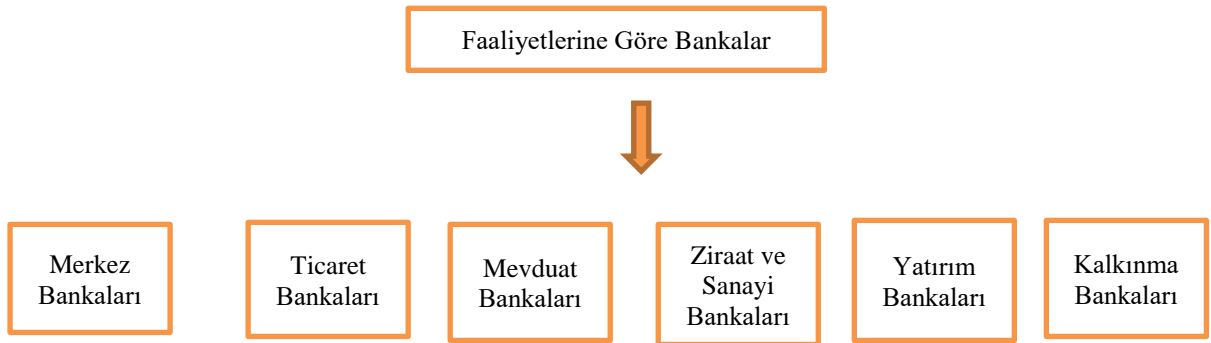 Faaliyetlerine Göre Bankalar
Merkez
Bankaları
Ticaret
Bankaları
Mevduat
Bankaları
Ziraat ve
Sanayi
Bankaları
Yatırım
Bankaları
Kalkınma
Bankaları